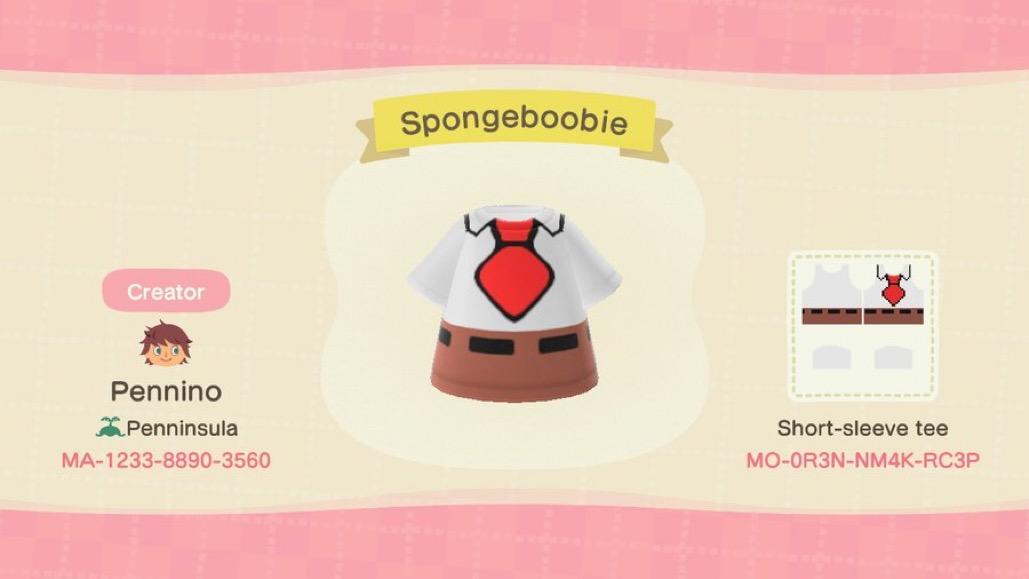 Spongeboobie
Creator
Pennino
Penninsula
MA-1233-8890-3560
Short-sleeve tee
MO-0R3N-NM4K-RC3P